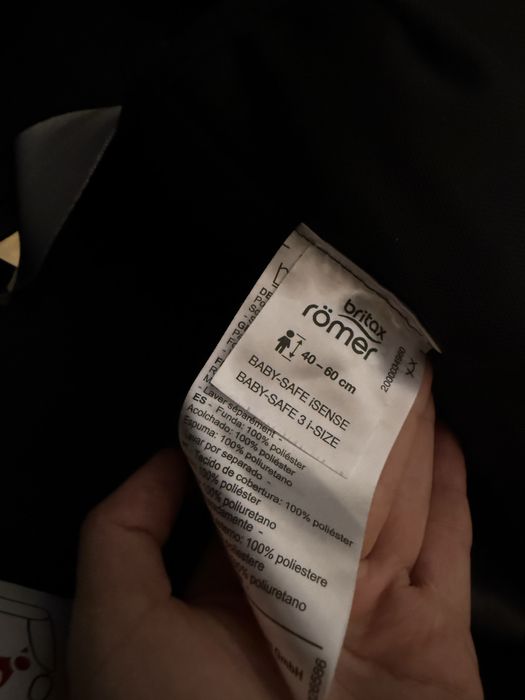 britax
römer
40 – 60 cm
BABY-SAFE iSENSE
BABY-SAFE 3 i-SIZE
XX
- Laver séparément -
ES - Funda: 100% poliéster
Acolchado: 100% poliéster
Espuma: 100% poliuretano
Lavar por separado -
Tecido de cobertura: 100% poliéster
100% poliéster
100% poliuretano
100% poliestere
poliestere
100% poliuretano
GmbH